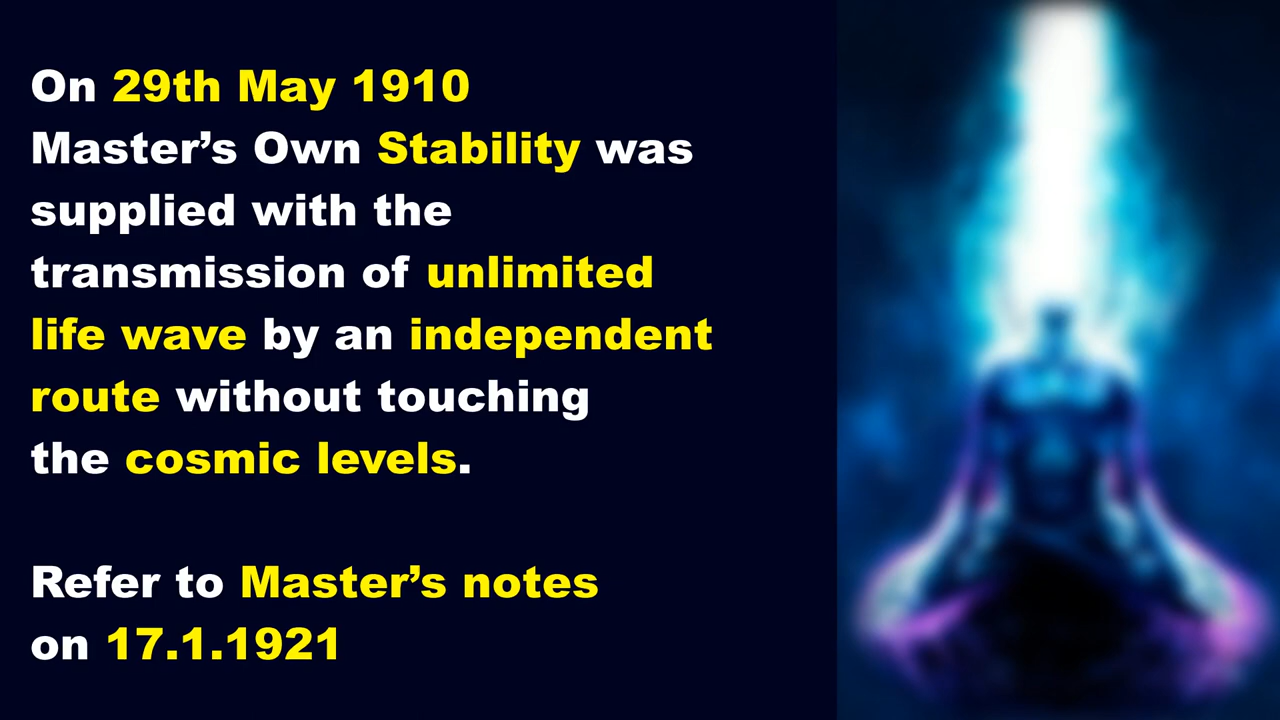 On 29th May 1910
Master’s Own Stability was
supplied with the
transmission of unlimited
life wave by an independent
route without touching
the cosmic levels.
Refer to Master’s notes
on 17.1.1921